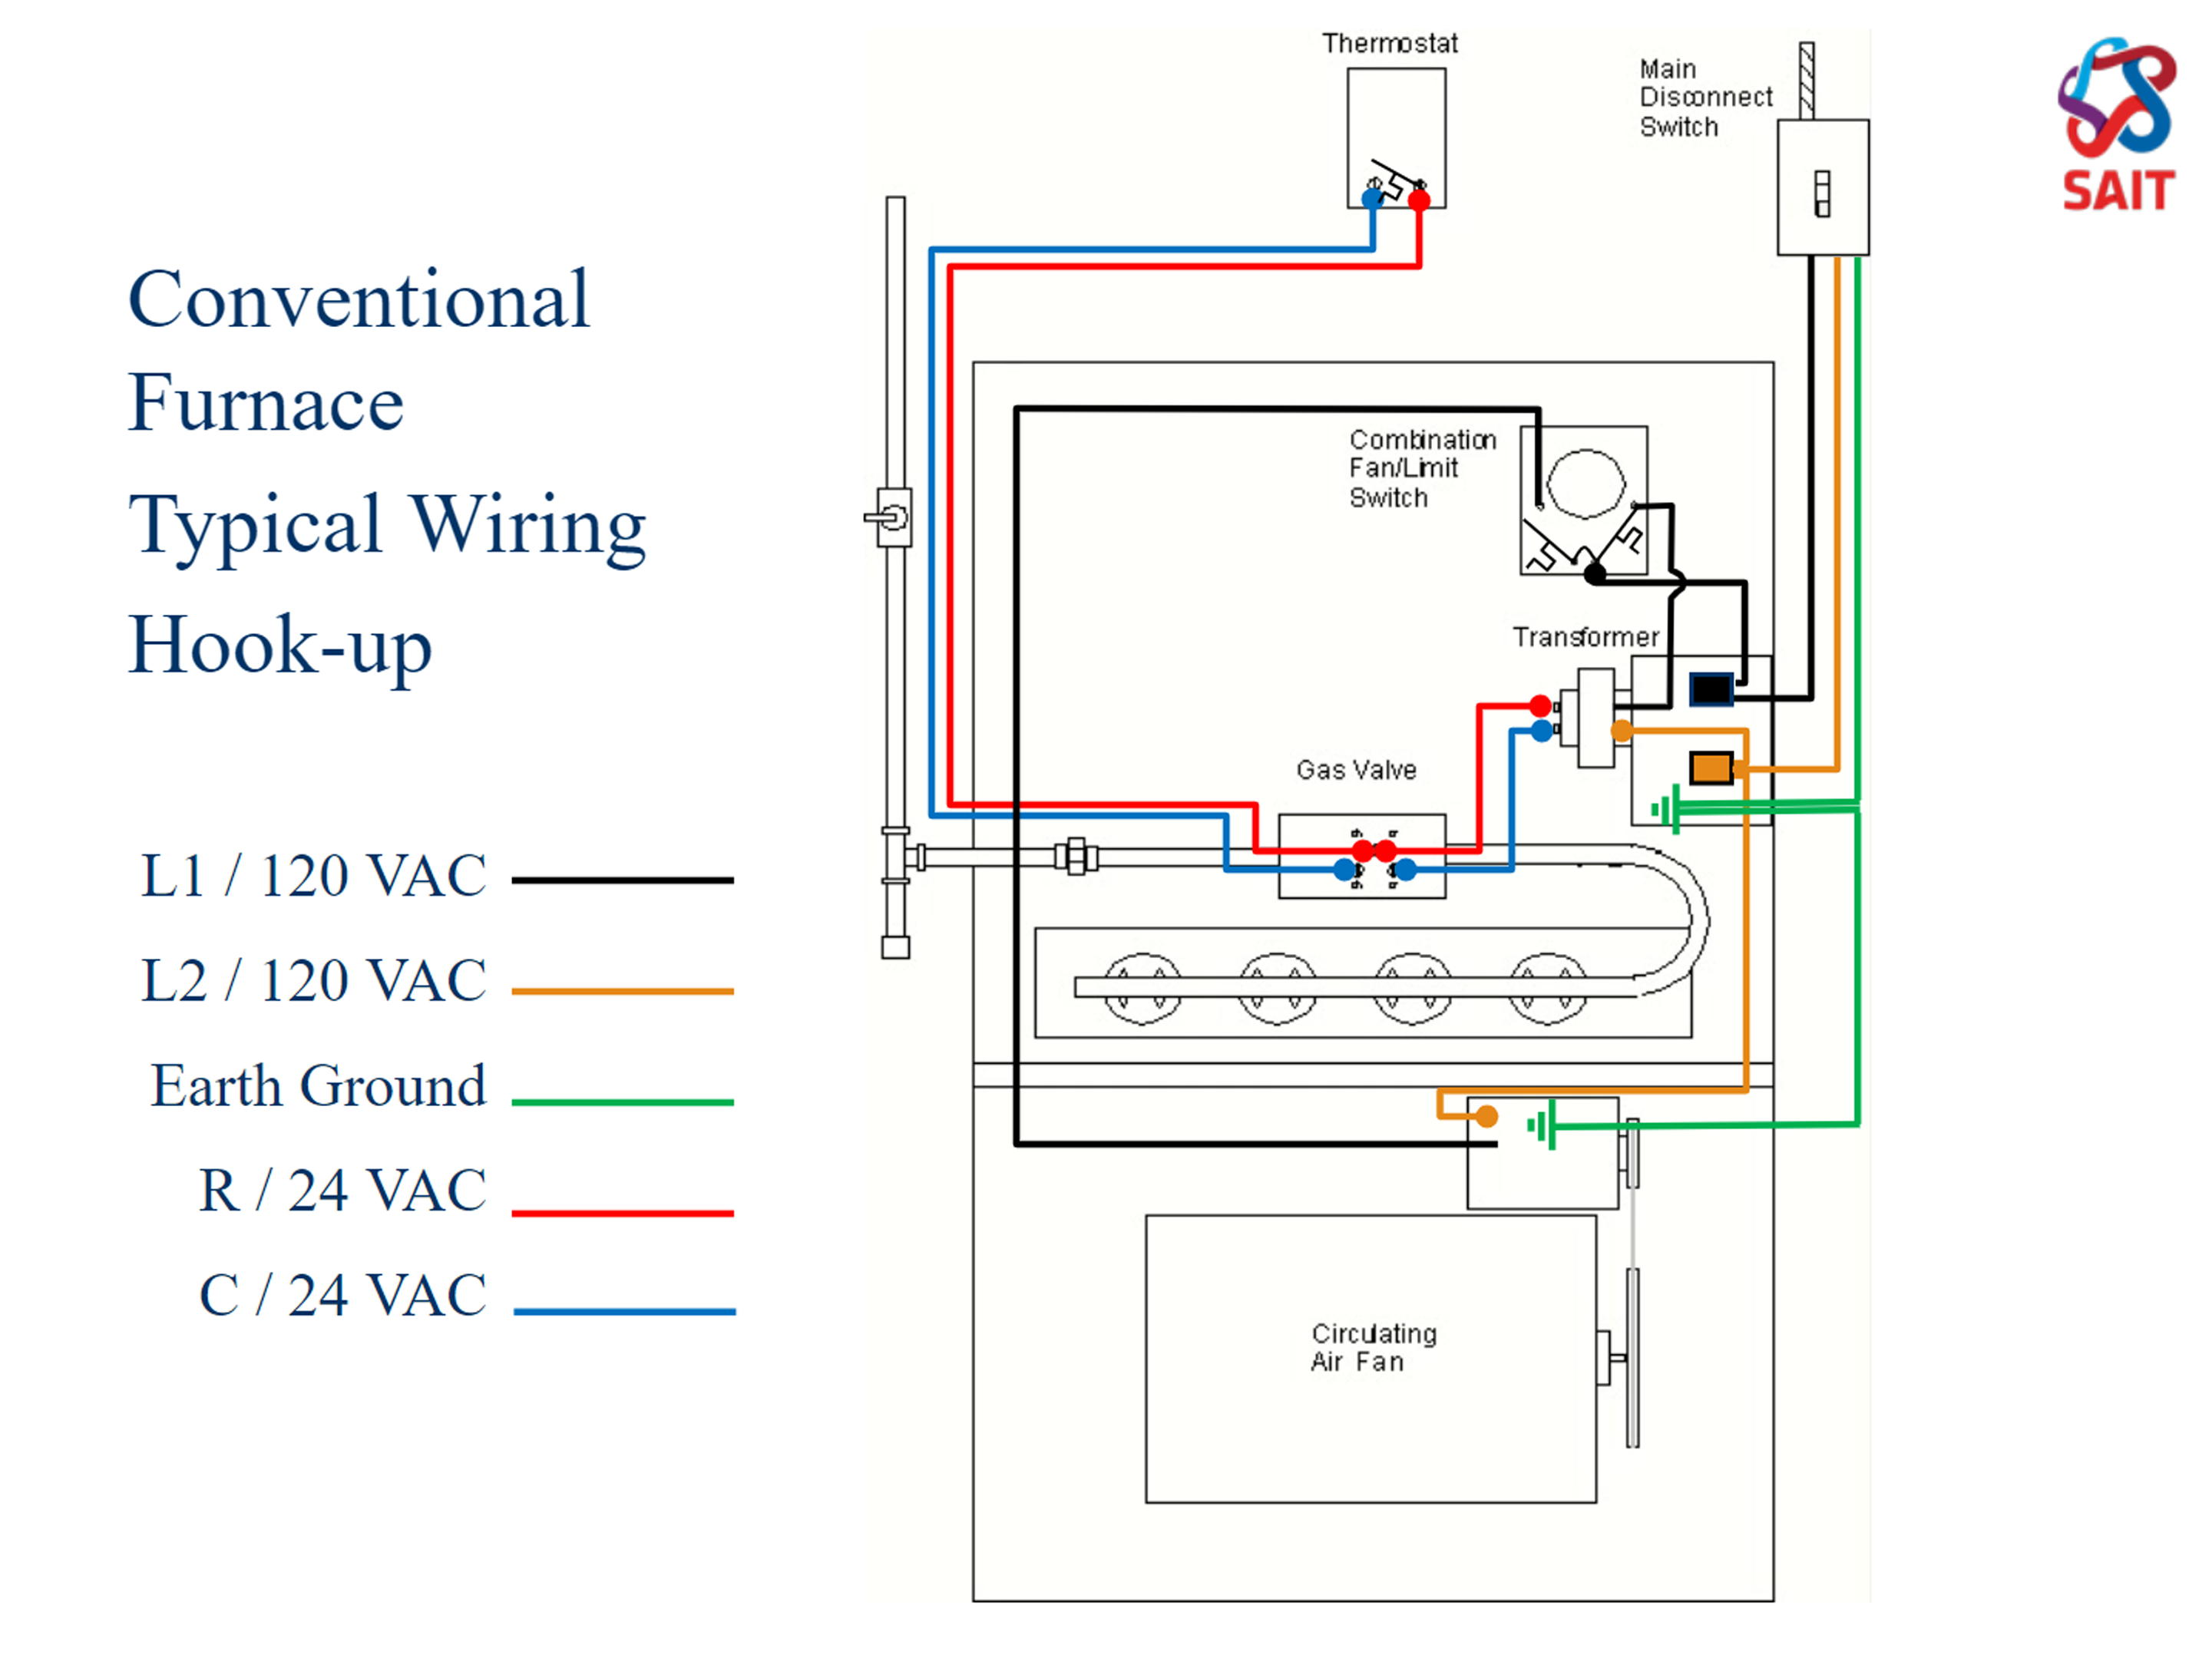 Thermostat
Main
Disconnect
Switch
SAIT
Conventional
Furnace
Typical Wiring
Hook-up
Combination
Fan/Limit
Switch
Transformer
Gas Valve
L1 / 120 VAC
L2 / 120 VAC
Earth Ground
R / 24 VAC
C / 24 VAC
Circulating
Air Fan